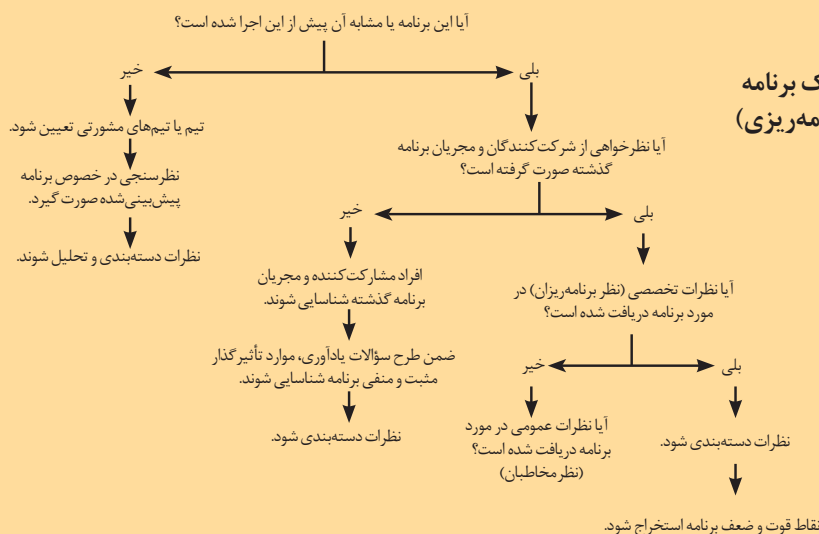 آیا این برنامه یا مشابه آن پیش از این اجرا شده است؟
بلی
خیر
ک برنامه
مه‌ریزی)
تیم یا تیم‌های مشورتی تعیین شود.
نظرسنجی در خصوص برنامه
پیش‌بینی‌شده صورت گیرد.
نظرات دسته‌بندی و تحلیل شوند.
آیا نظرخواهی از شرکت‌کنندگان و مجریان برنامه
گذشته صورت گرفته است؟
بلی
خیر
افراد مشارکت‌کننده و مجریان
برنامه گذشته شناسایی شوند.
ضمن طرح سؤالات یادآوری، موارد تأثیرگذار
مثبت و منفی برنامه شناسایی شوند.
نظرات دسته‌بندی شود.
آیا نظرات تخصصی (نظر برنامه‌ریزان) در
مورد برنامه دریافت شده است؟
بلی
خیر
آیا نظرات عمومی در مورد
برنامه دریافت شده است؟
(نظر مخاطبان)
نظرات دسته‌بندی شود.
نقاط قوت و ضعف برنامه استخراج شود.